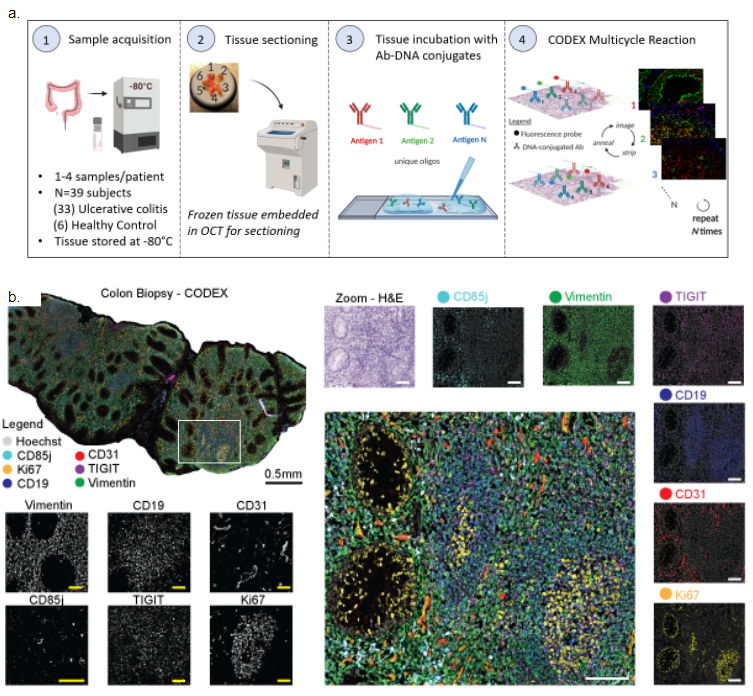 a.
1 Sample acquisition
-80°C
• 1-4 samples/patient
• N=39 subjects
(33) Ulcerative colitis
(6) Healthy Control
• Tissue stored at -80°C
2 Tissue sectioning
1
2
3
4
5
6
Frozen tissue embedded
in OCT for sectioning
3 Tissue incubation with
Ab-DNA conjugates
Antigen 1 Antigen 2 Antigen N
unique oligos
4 CODEX Multicycle Reaction
Legend
Fluorescence probe
DNA-conjugated Ab
1
2
3
N
image
anneal
strip
repeat
N times
b.
Colon Biopsy - CODEX
Legend
Hoechst
CD85j
Ki67
CD19
CD31
TIGIT
Vimentin
0.5mm
Vimentin CD19 CD31
CD85j TIGIT Ki67
Zoom - H&E
CD85j
Vimentin
TIGIT
CD19
CD31
Ki67